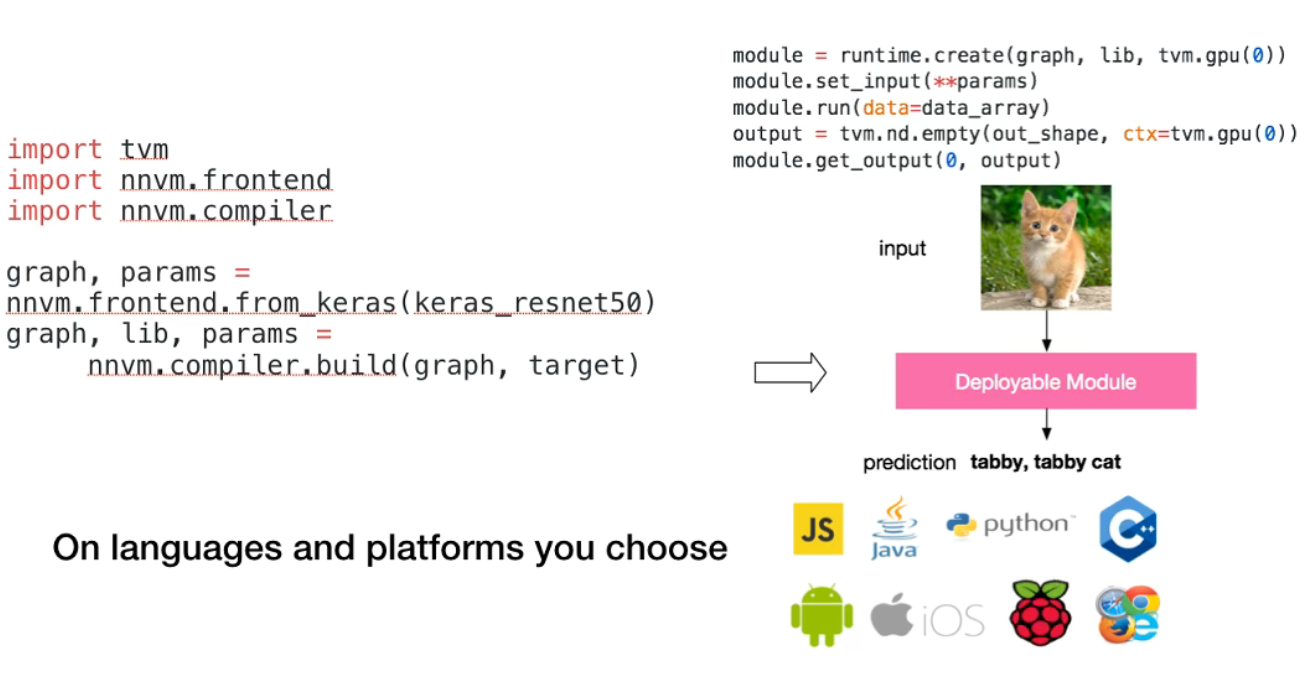 import tvm
import nnvm.frontend
import nnvm.compiler
graph, params =
nnvm.frontend.from_keras(keras_resnet50)
graph, lib, params =
nnvm.compiler.build(graph, target)
module = runtime.create(graph, lib, tvm.gpu(0))
module.set_input(**params)
module.run(data=data_array)
output = tvm.nd.empty(out_shape, ctx=tvm.gpu(0))
module.get_output(0, output)
input
Deployable Module
prediction tabby, tabby cat
On languages and platforms you choose
JS
Java
python™
C++
iOS